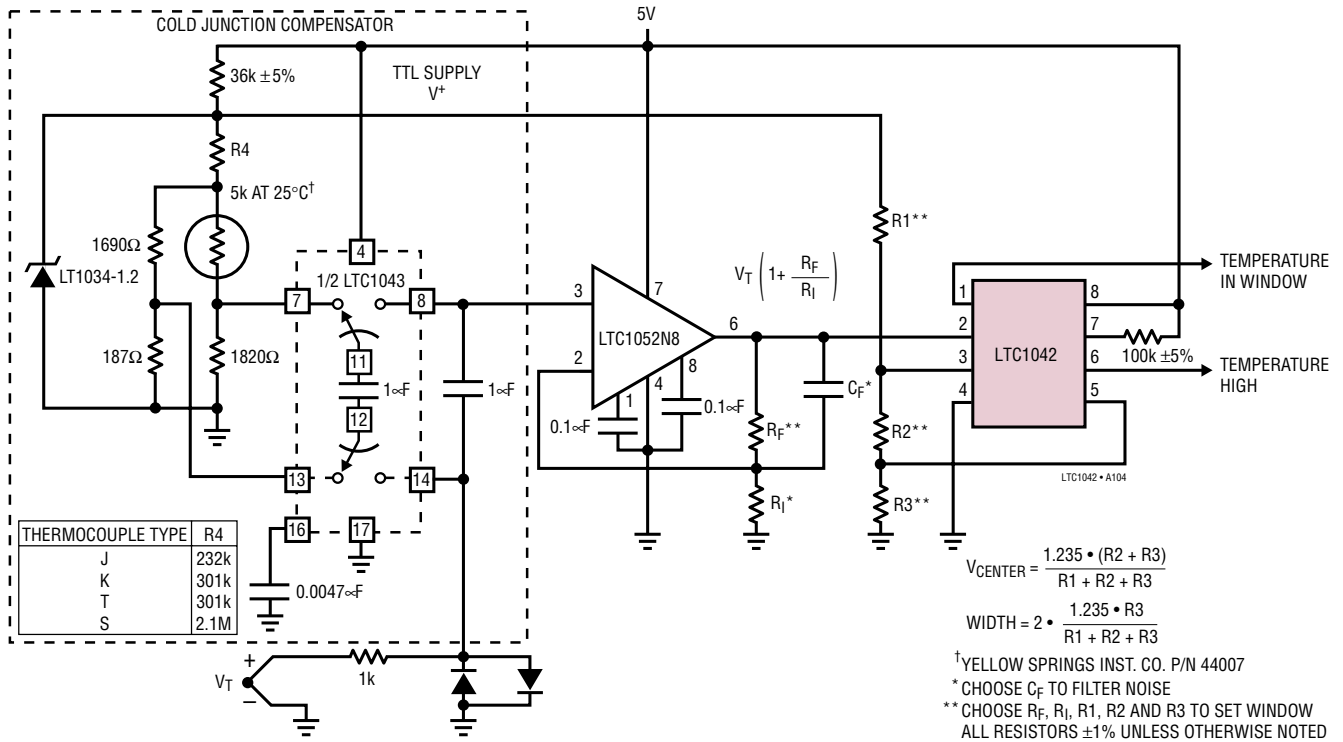 COLD JUNCTION COMPENSATOR
5V
36k ±5%
TTL SUPPLY
V+
R4
5k AT 25°C†
1690Ω
LT1034-1.2
187Ω
1820Ω
4
1/2 LTC1043
7
8
11
1∝F
12
13
14
16
17
1∝F
0.0047∝F
THERMOCOUPLE TYPE R4
J 232k
K 301k
T 301k
S 2.1M
+
VT
–
1k
3
2
7
LTC1052N8
6
8
4
1
0.1∝F
0.1∝F
VT (1+ RF
RI)
CF*
RF**
RI*
R1**
R2**
R3**
1
2
3
4
LTC1042
8
7
6
5
100k ±5%
TEMPERATURE
IN WINDOW
TEMPERATURE
HIGH
LTC1042 • A104
VCENTER = 1.235 • (R2 + R3)
R1 + R2 + R3
WIDTH = 2 • 1.235 • R3
R1 + R2 + R3
†YELLOW SPRINGS INST. CO. P/N 44007
* CHOOSE CF TO FILTER NOISE
** CHOOSE RF, RI, R1, R2 AND R3 TO SET WINDOW
ALL RESISTORS ±1% UNLESS OTHERWISE NOTED